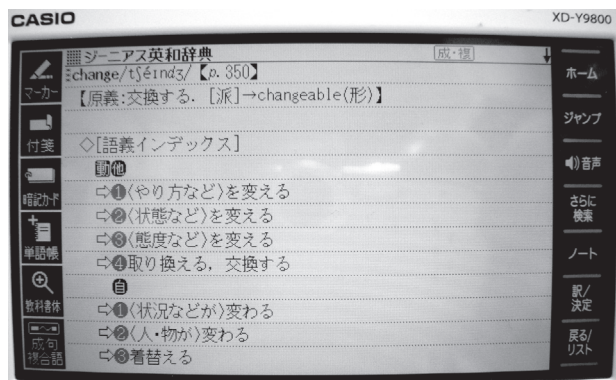 CASIO
XD-Y9800
ジーニアス英和辞典
成・複
change/tʃéindʒ/【p.350】
【原義:交換する. [派]→changeable(形)】
◇[語義インデックス]
動他
⇨❶〈やり方など〉を変える
⇨❷〈状態など〉を変える
⇨❸〈態度など〉を変える
⇨❹取り換える, 交換する
自
⇨❶〈状況などが〉変わる
⇨❷〈人・物が〉変わる
⇨❸着替える
マーカー
付箋
暗記カード
単語帳
教科書体
成句
複合語
ホーム
ジャンプ
音声
さらに
検索
ノート
訳/
決定
戻る/
リスト